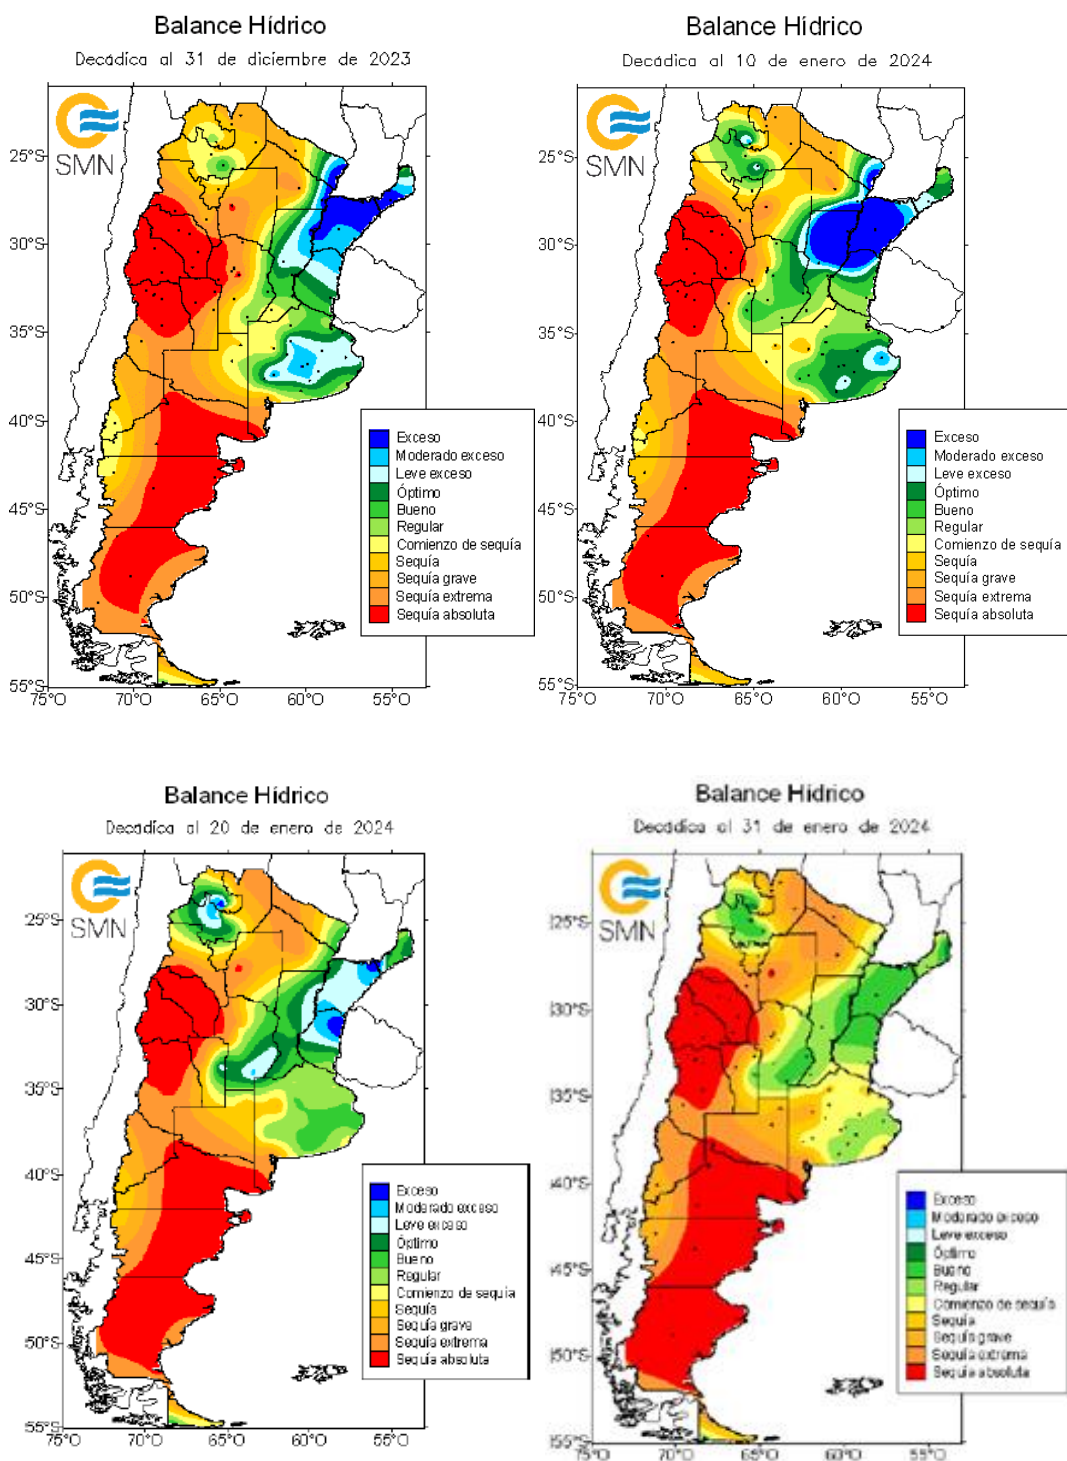 Balance Hídrico
Decádica al 31 de diciembre de 2023
SMN
25°S
30°S
35°S
40°S
45°S
50°S
55°S
75°O 70°O 65°O 60°O 55°O
Exceso
Moderado exceso
Leve exceso
Óptimo
Bueno
Regular
Comienzo de sequía
Sequía
Sequía grave
Sequía extrema
Sequía absoluta
Balance Hídrico
Decádica al 10 de enero de 2024
SMN
25°S
30°S
35°S
40°S
45°S
50°S
55°S
75°O 70°O 65°O 60°O 55°O
Exceso
Moderado exceso
Leve exceso
Óptimo
Bueno
Regular
Comienzo de sequía
Sequía
Sequía grave
Sequía extrema
Sequía absoluta
Balance Hídrico
Decádica al 20 de enero de 2024
SMN
25°S
30°S
35°S
40°S
45°S
50°S
55°S
75°O 70°O 65°O 60°O 55°O
Exceso
Moderado exceso
Leve exceso
Óptimo
Bueno
Regular
Comienzo de sequía
Sequía
Sequía grave
Sequía extrema
Sequía absoluta
Balance Hídrico
Decádica al 31 de enero de 2024
SMN
25°S
30°S
35°S
40°S
45°S
50°S
55°S
75°O 70°O 65°O 60°O 55°O
Exceso
Moderado exceso
Leve exceso
Óptimo
Bueno
Regular
Comienzo de sequía
Sequía
Sequía grave
Sequía extrema
Sequía absoluta